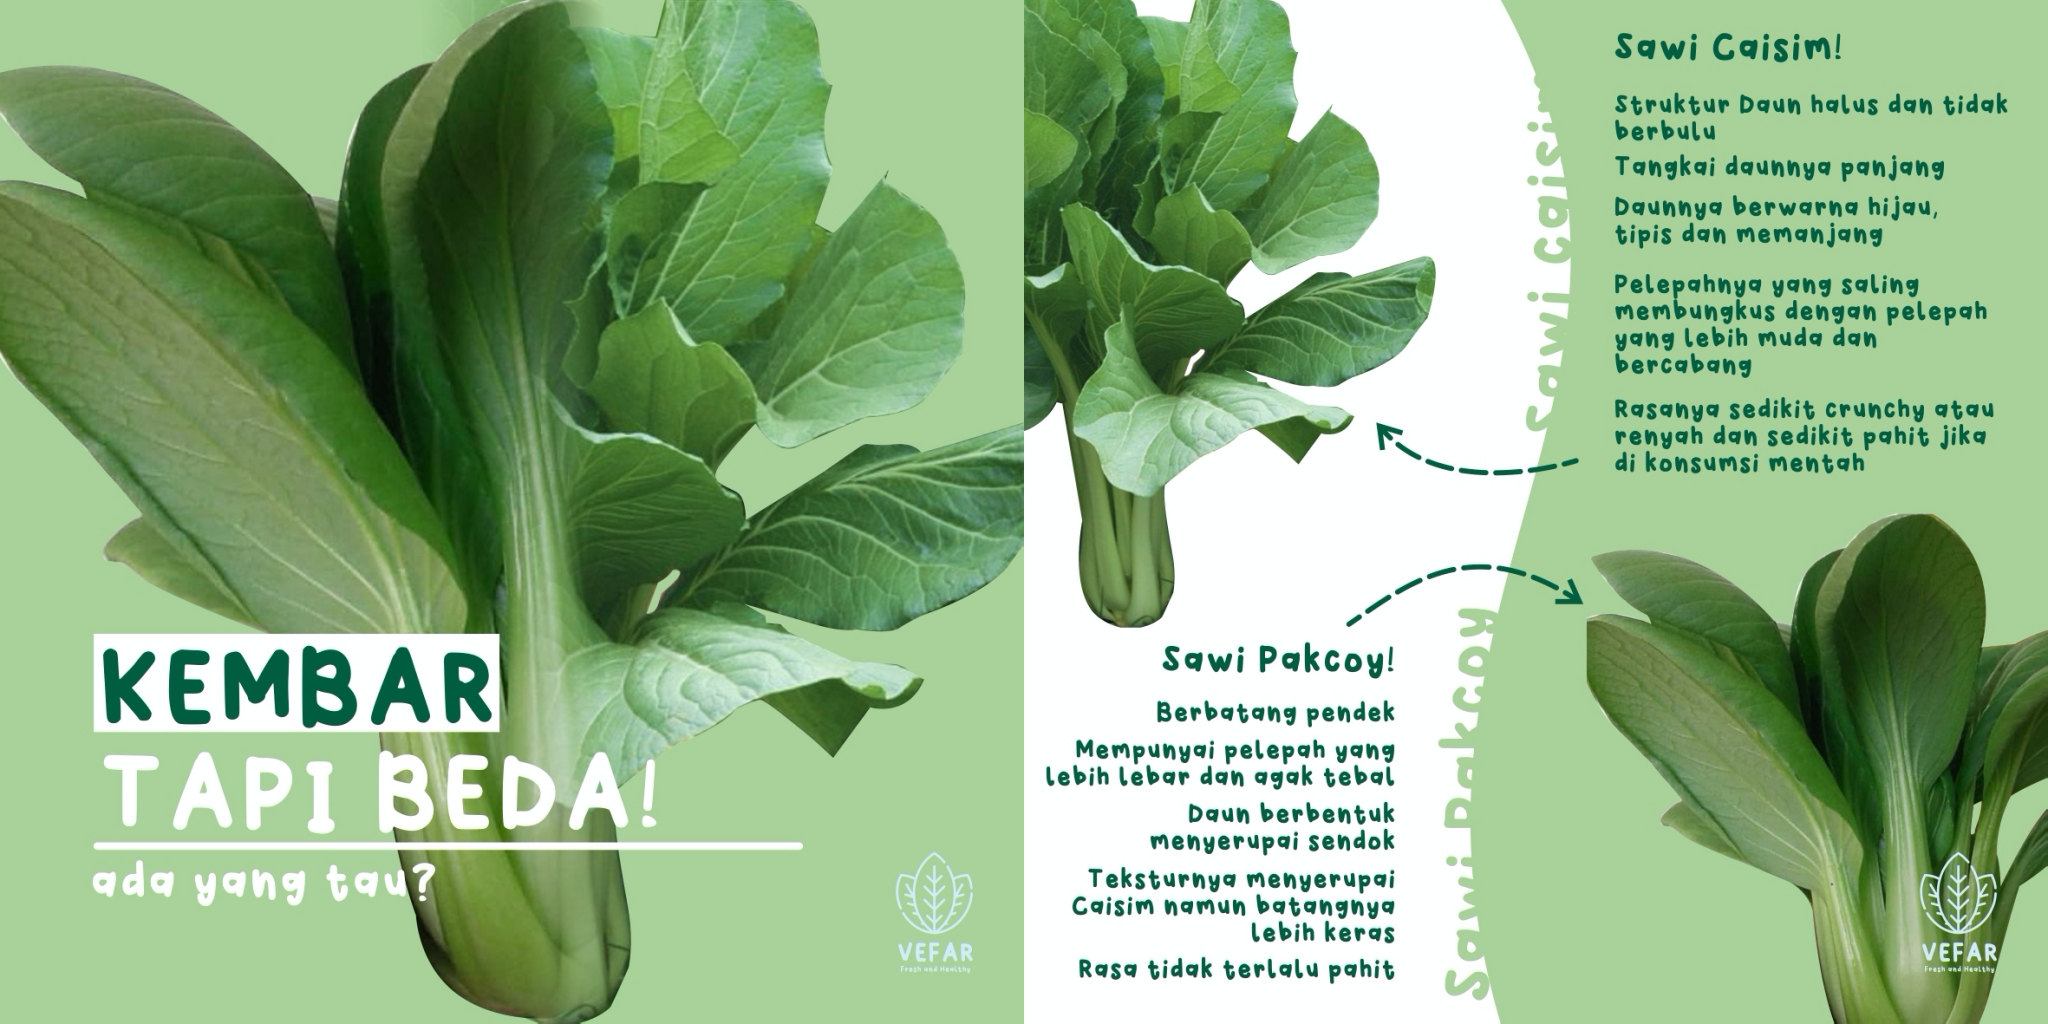 KEMBAR
TAPI BEDA!
ada yang tau?
VEFAR
Fresh and Healthy
Sawi Caisim!
Struktur Daun halus dan tidak
berbulu
Tangkai daunnya panjang
Daunnya berwarna hijau,
tipis dan memanjang
Pelepahnya yang saling
membungkus dengan pelepah
yang lebih muda dan
bercabang
Rasanya sedikit crunchy atau
renyah dan sedikit pahit jika
di konsumsi mentah
Sawi Caisim
Sawi Pakcoy!
Berbatang pendek
Mempunyai pelepah yang
lebih lebar dan agak tebal
Daun berbentuk
menyerupai sendok
Teksturnya menyerupai
Caisim namun batangnya
lebih keras
Rasa tidak terlalu pahit
Sawi Pakcoy
VEFAR
Fresh and Healthy